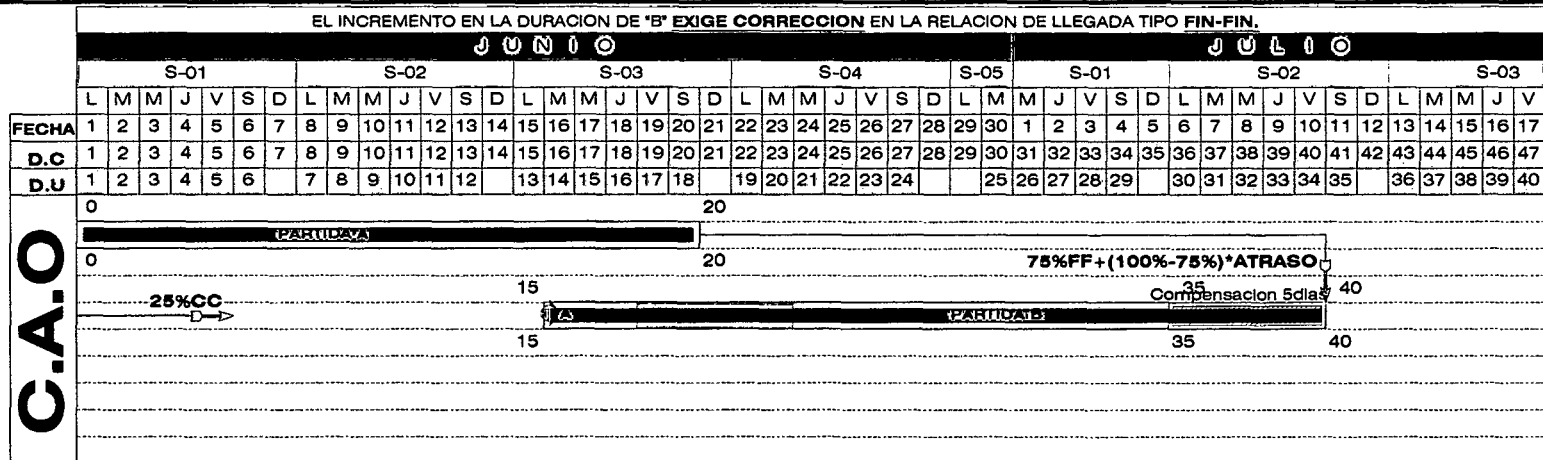 EL INCREMENTO EN LA DURACION DE "B" EXIGE CORRECCION EN LA RELACION DE LLEGADA TIPO FIN-FIN.
JUNIO JULIO
S-01 S-02 S-03 S-04 S-05 S-01 S-02 S-03
L M M J V S D L M M J V S D L M M J V S D L M M J V S D L M M J V S D L M M J V S D L M M J V
FECHA 1 2 3 4 5 6 7 8 9 10 11 12 13 14 15 16 17 18 19 20 21 22 23 24 25 26 27 28 29 30 1 2 3 4 5 6 7 8 9 10 11 12 13 14 15 16 17
D.C 1 2 3 4 5 6 7 8 9 10 11 12 13 14 15 16 17 18 19 20 21 22 23 24 25 26 27 28 29 30 31 32 33 34 35 36 37 38 39 40 41 42 43 44 45 46 47
D.U 1 2 3 4 5 6 7 8 9 10 11 12 13 14 15 16 17 18 19 20 21 22 23 24 25 26 27 28 29 30 31 32 33 34 35 36 37 38 39 40
C.A.O
0 20
PARTIDA A
0 20 75%FF+(100%-75%)*ATRASO
15 35 40
25%CC Compensacion 5dias
A PARTIDA B
15 35 40